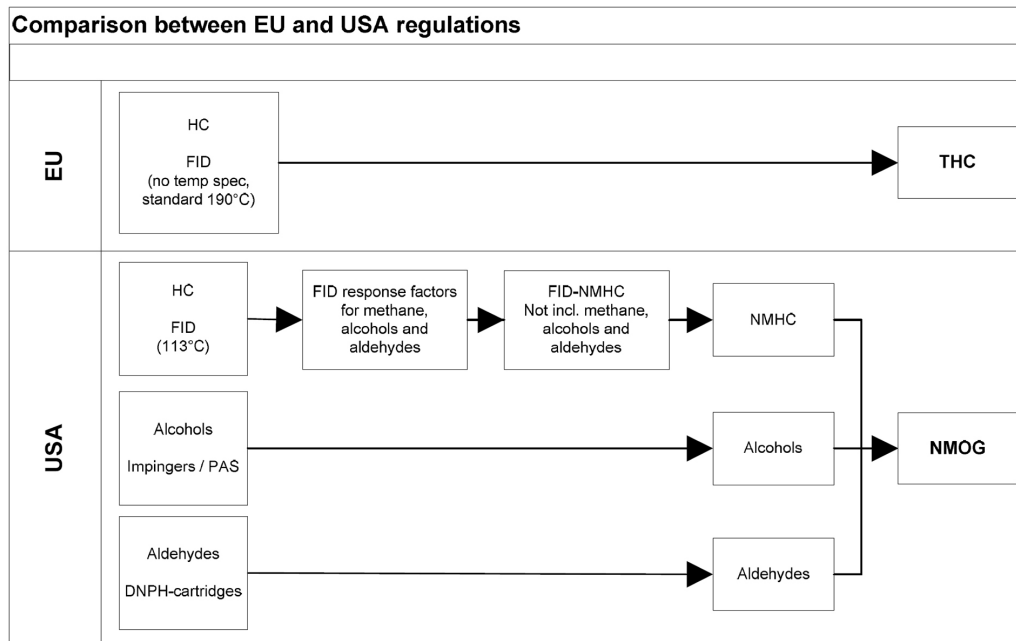 Comparison between EU and USA regulations
EU
HC
FID
(no temp spec,
standard 190°C)
THC
USA
HC
FID
(113°C)
FID response factors
for methane,
alcohols and
aldehydes
FID-NMHC
Not incl. methane,
alcohols and
aldehydes
NMHC
Alcohols
Impingers / PAS
Alcohols
NMOG
Aldehydes
DNPH-cartridges
Aldehydes